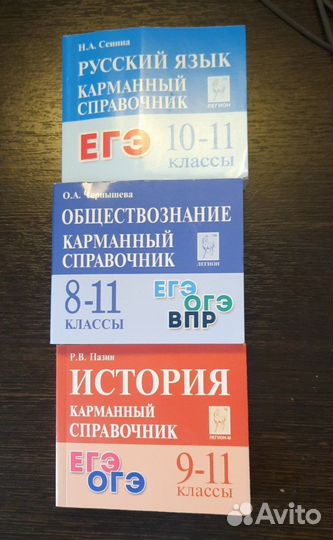 Н.А. Сенина
РУССКИЙ ЯЗЫК
КАРМАННЫЙ
СПРАВОЧНИК
ЛЕГИОН
ЕГЭ
10-11
КЛАССЫ
О.А. Чернышева
ОБЩЕСТВОЗНАНИЕ
КАРМАННЫЙ
СПРАВОЧНИК
ЛЕГИОН
8-11
КЛАССЫ
ЕГЭ
ОГЭ
ВПР
Р.В. Пазин
ИСТОРИЯ
КАРМАННЫЙ
СПРАВОЧНИК
ЛЕГИОН-М
ЕГЭ
ОГЭ
9-11
КЛАССЫ
Avito